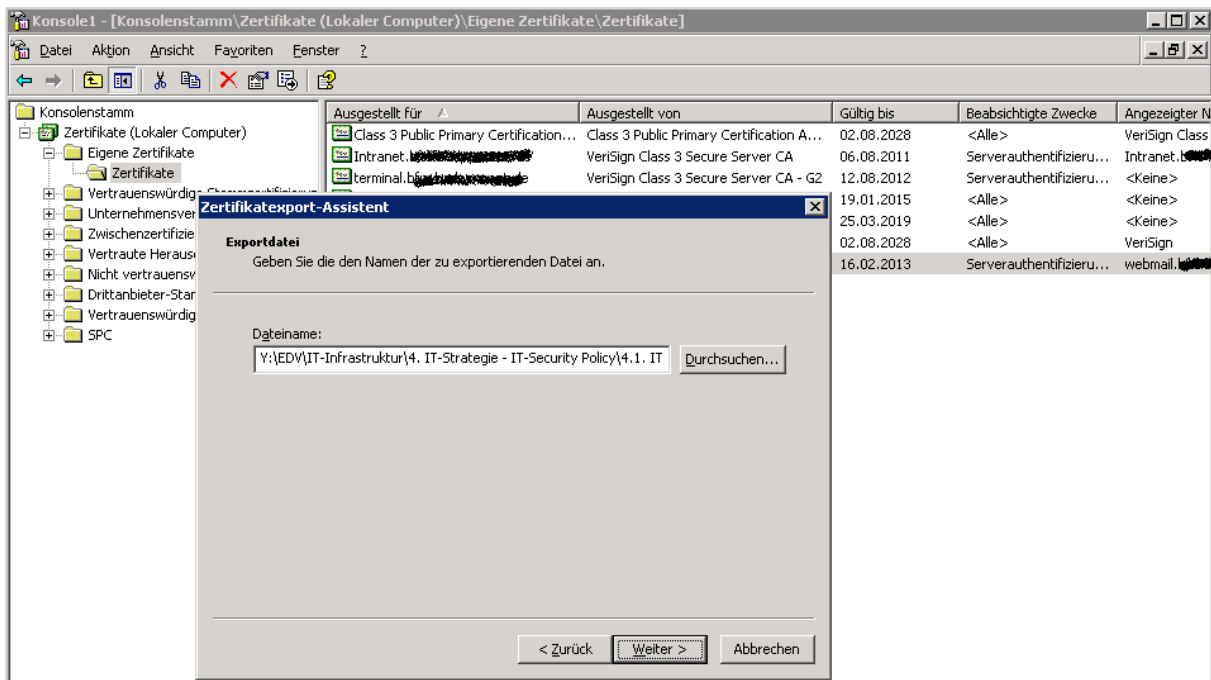 Konsole1 - [Konsolenstamm\Zertifikate (Lokaler Computer)\Eigene Zertifikate\Zertifikate]
Datei Aktion Ansicht Favoriten Fenster ?
Konsolenstamm
Zertifikate (Lokaler Computer)
Eigene Zertifikate
Zertifikate
Vertrauenswürdig
Unternehmensver
Zwischenzertifizie
Vertraute Heraus
Nicht vertrauensw
Drittanbieter-Star
Vertrauenswürdig
SPC
Ausgestellt für Ausgestellt von Gültig bis Beabsichtigte Zwecke Angezeigter N
Class 3 Public Primary Certification... Class 3 Public Primary Certification A... 02.08.2028 <Alle> VeriSign Class
Intranet. VeriSign Class 3 Secure Server CA 06.08.2011 Serverauthentifizieru... Intranet.
terminal. VeriSign Class 3 Secure Server CA - G2 12.08.2012 Serverauthentifizieru... <Keine>
19.01.2015 <Alle> <Keine>
25.03.2019 <Alle> <Keine>
02.08.2028 <Alle> VeriSign
16.02.2013 Serverauthentifizieru... webmail.
Zertifikatexport-Assistent
Exportdatei
Geben Sie die den Namen der zu exportierenden Datei an.
Dateiname:
Y:\EDV\IT-Infrastruktur\4. IT-Strategie - IT-Security Policy\4.1. IT
Durchsuchen...
< Zurück Weiter > Abbrechen